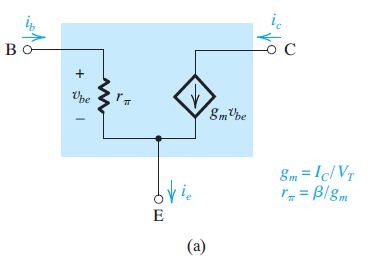 i_b
i_c
B
C
+
v_be
r_π
g_m v_be
−
g_m = I_C/V_T
r_π = β/g_m
i_e
E
(a)